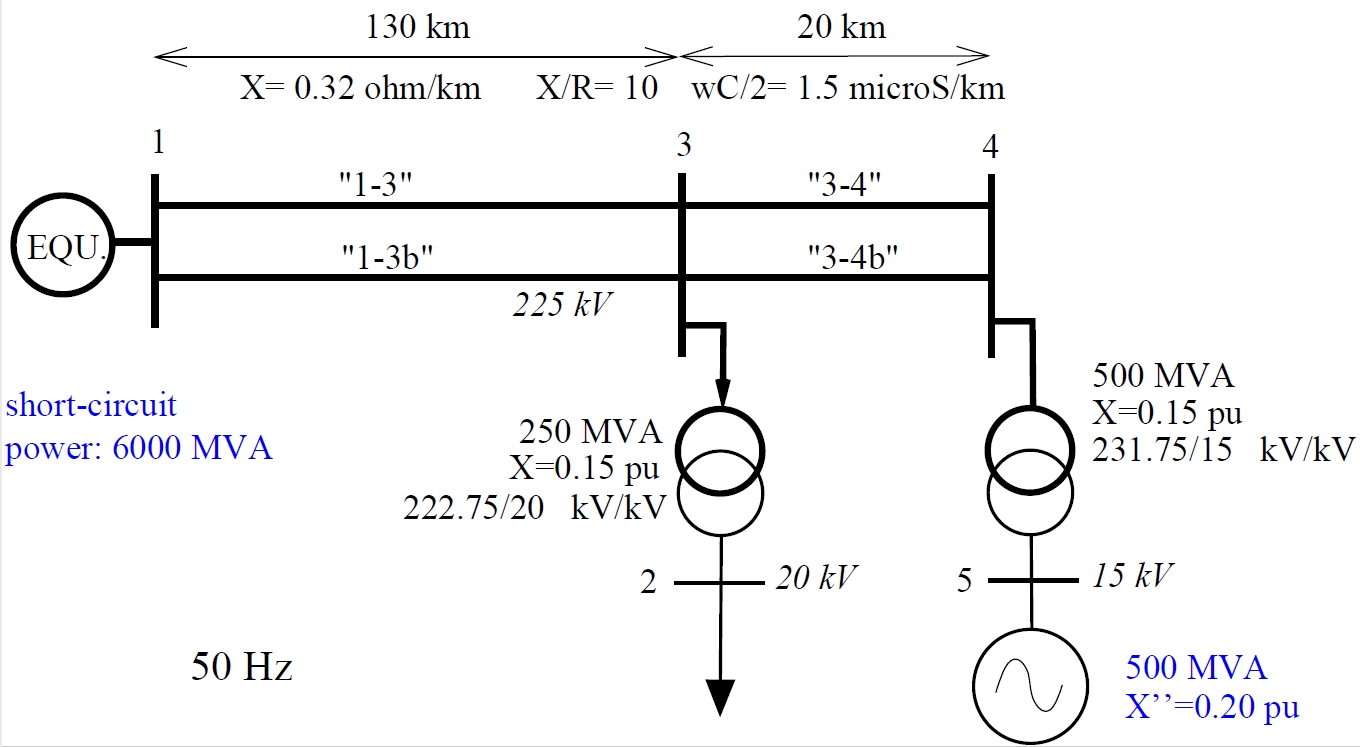 130 km
20 km
X= 0.32 ohm/km X/R= 10 wC/2= 1.5 microS/km
1
3
4
"1-3"
"3-4"
EQU.
"1-3b"
"3-4b"
225 kV
short-circuit
power: 6000 MVA
250 MVA
X=0.15 pu
222.75/20 kV/kV
500 MVA
X=0.15 pu
231.75/15 kV/kV
2
20 kV
5
15 kV
50 Hz
500 MVA
X’’=0.20 pu